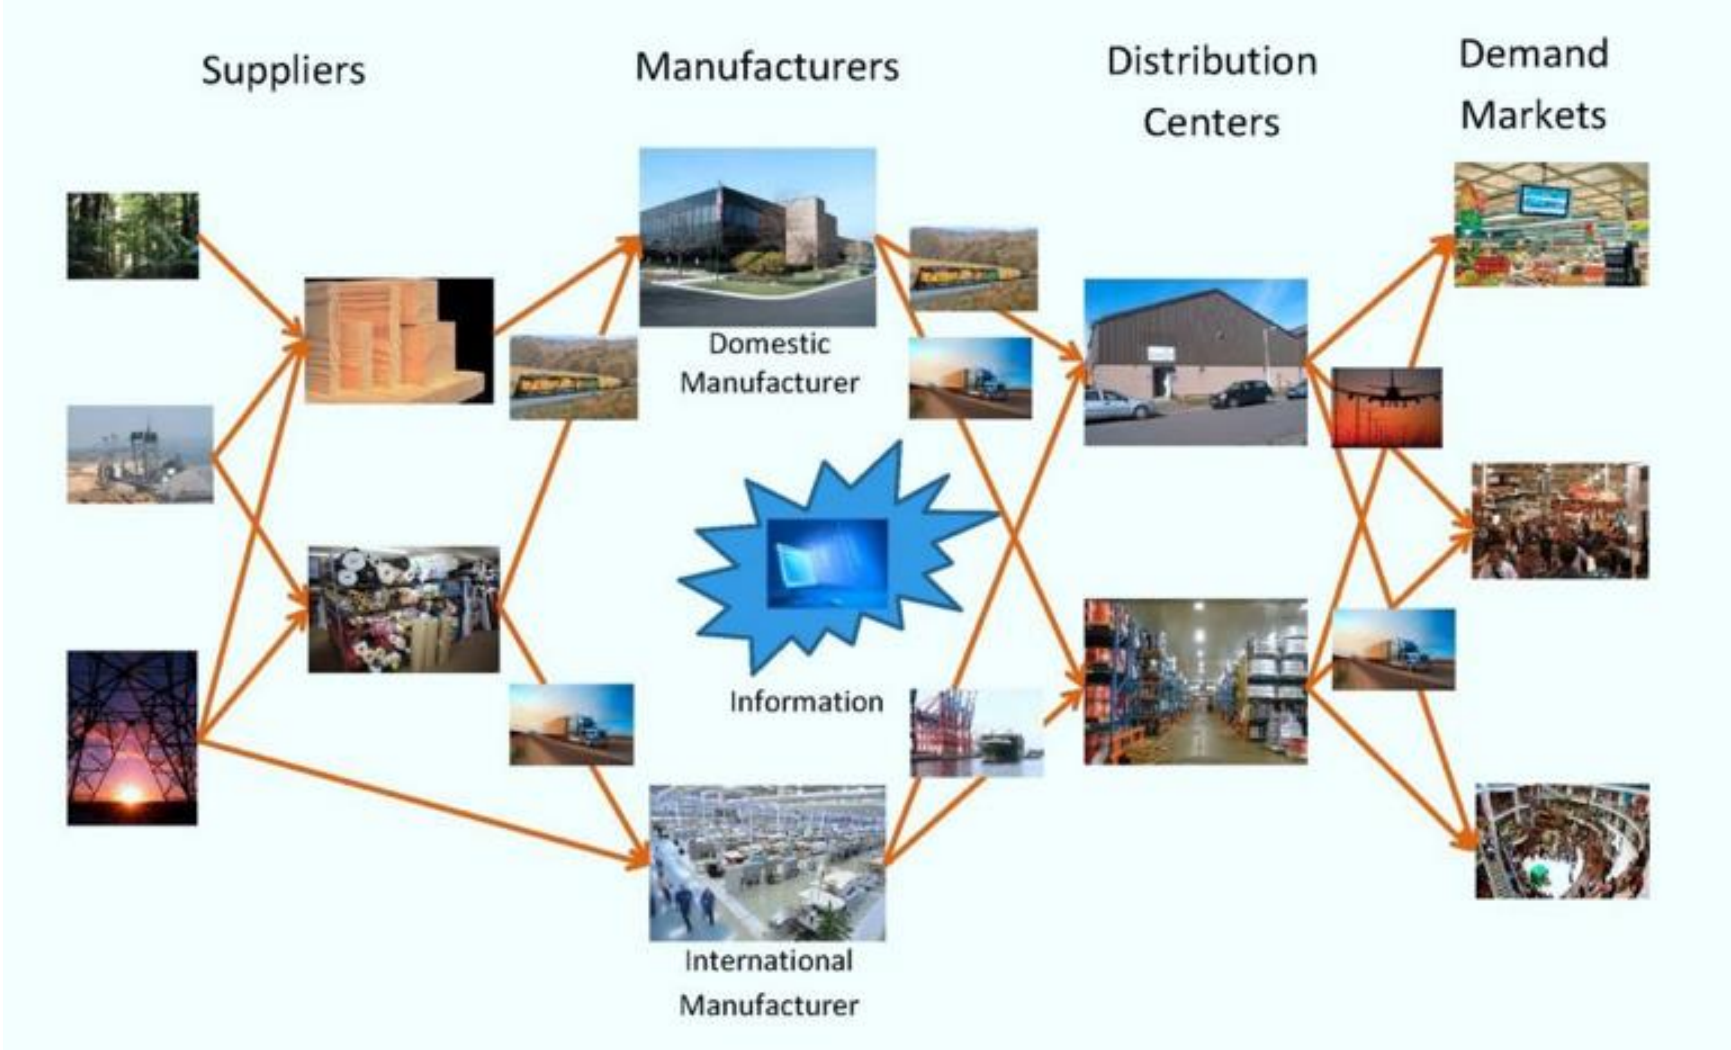 Suppliers
Manufacturers
Distribution
Centers
Demand
Markets
Domestic
Manufacturer
Information
International
Manufacturer